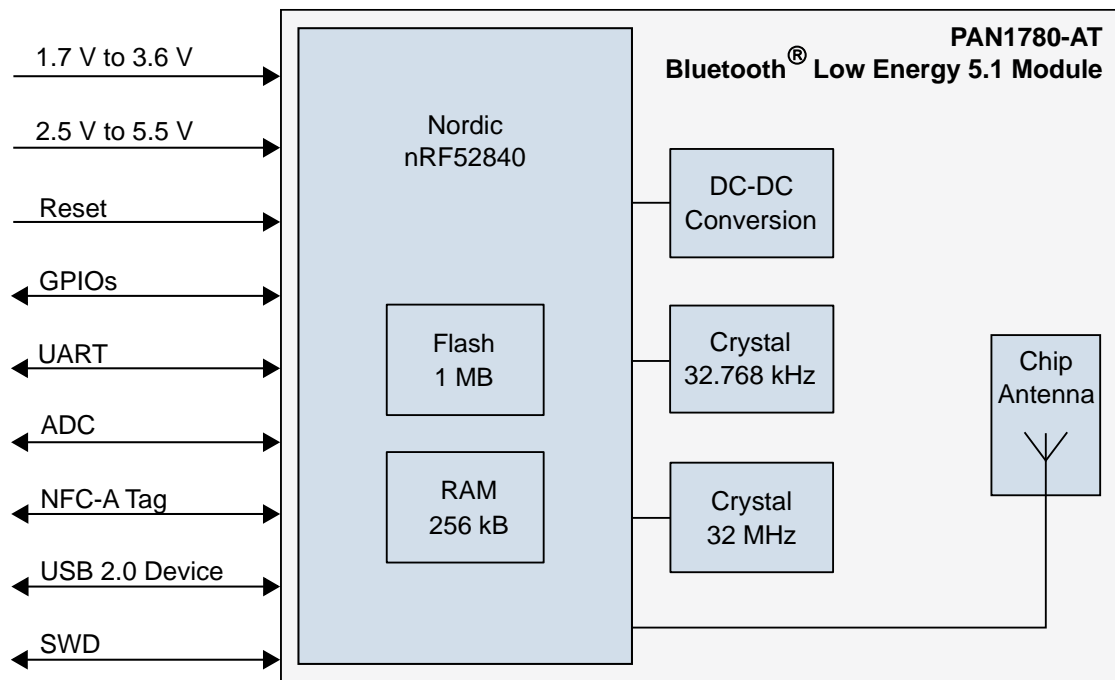 PAN1780-AT
Bluetooth® Low Energy 5.1 Module
1.7 V to 3.6 V
2.5 V to 5.5 V
Reset
GPIOs
UART
ADC
NFC-A Tag
USB 2.0 Device
SWD
Nordic
nRF52840
Flash
1 MB
RAM
256 kB
DC-DC
Conversion
Crystal
32.768 kHz
Crystal
32 MHz
Chip
Antenna